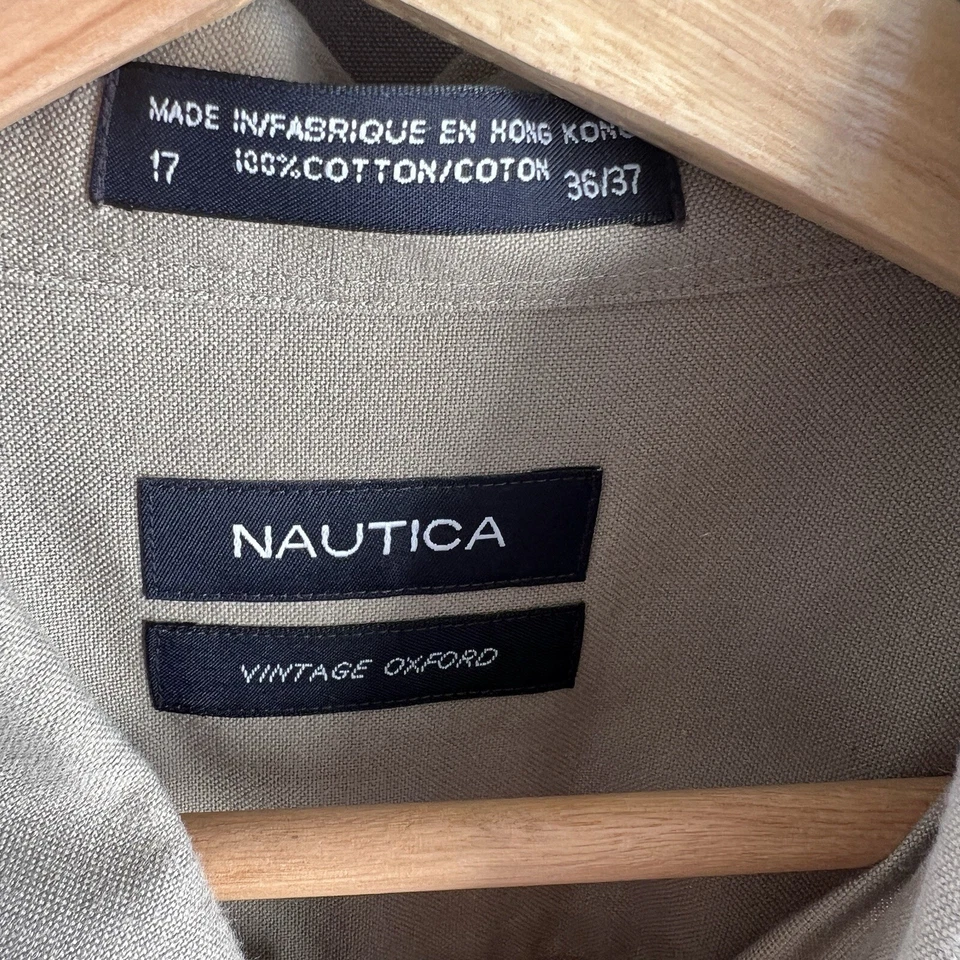 MADE IN/FABRIQUE EN HONG KONG
17 100%COTTON/COTON 36/37
NAUTICA
VINTAGE OXFORD